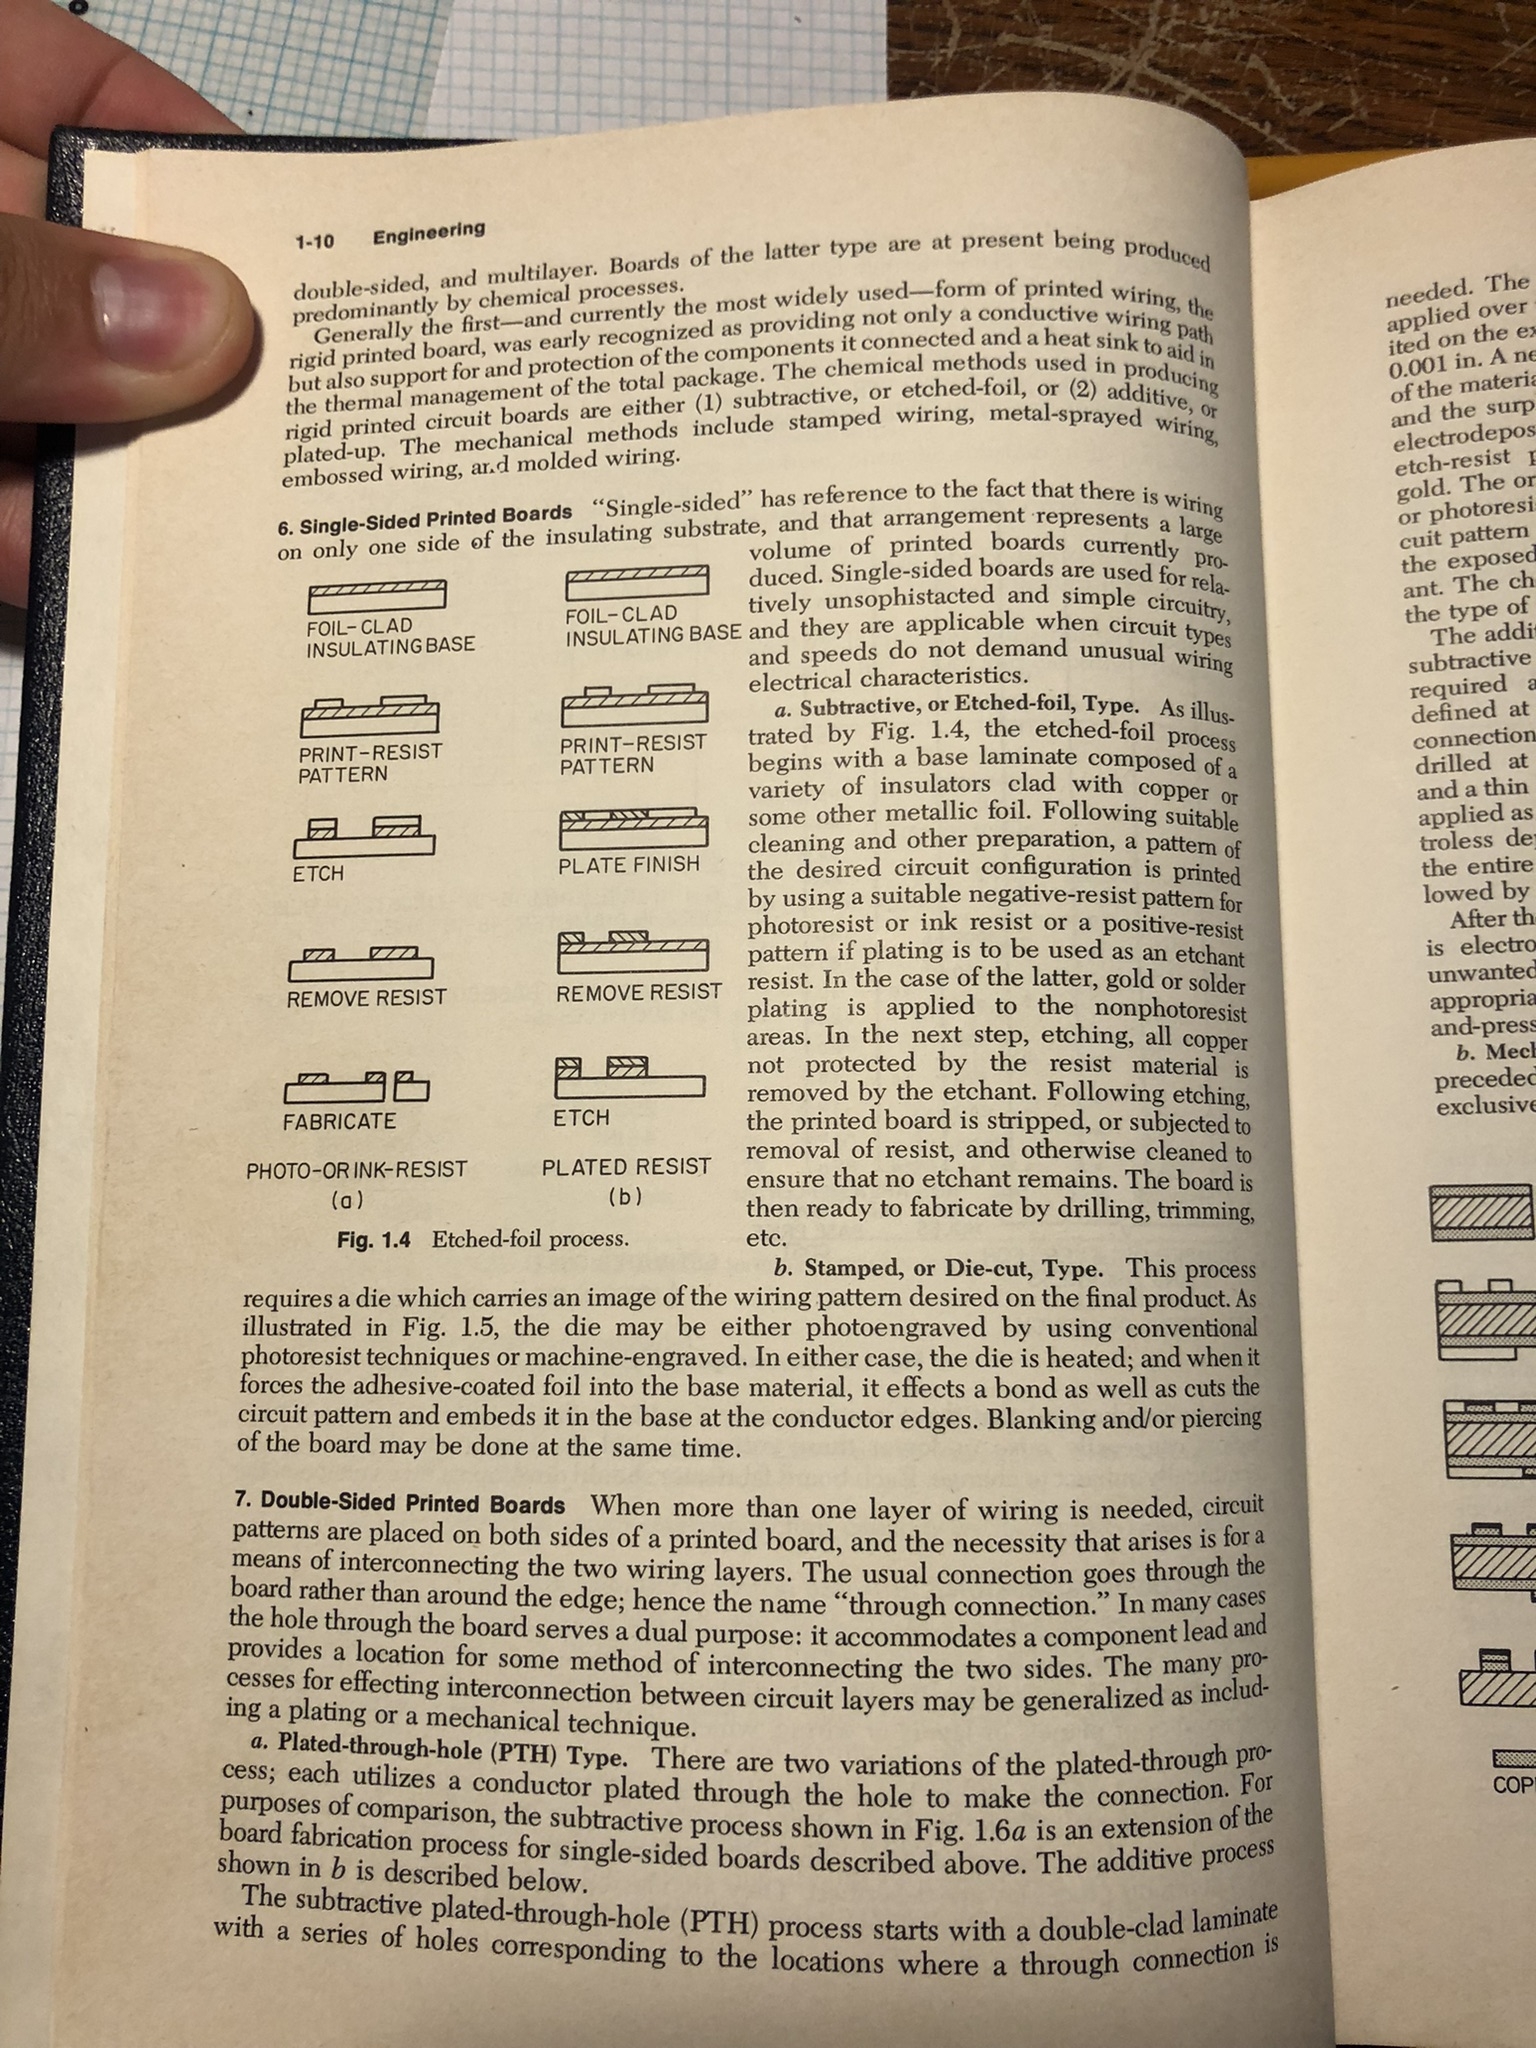 1-10 Engineering
double-sided, and multilayer. Boards of the latter type are at present being produced
predominantly by chemical processes.
Generally the first—and currently the most widely used—form of printed wiring, the
rigid printed board, was early recognized as providing not only a conductive wiring path
but also support for and protection of the components it connected and a heat sink to aid in
the thermal management of the total package. The chemical methods used in producing
rigid printed circuit boards are either (1) subtractive, or etched-foil, or (2) additive, or
plated-up. The mechanical methods include stamped wiring, metal-sprayed wiring,
embossed wiring, and molded wiring.
6. Single-Sided Printed Boards “Single-sided” has reference to the fact that there is wiring
on only one side of the insulating substrate, and that arrangement represents a large
volume of printed boards currently pro-
duced. Single-sided boards are used for rela-
tively unsophistacted and simple circuitry,
and they are applicable when circuit types
and speeds do not demand unusual wiring
electrical characteristics.
a. Subtractive, or Etched-foil, Type. As illus-
trated by Fig. 1.4, the etched-foil process
begins with a base laminate composed of a
variety of insulators clad with copper or
some other metallic foil. Following suitable
cleaning and other preparation, a pattern of
the desired circuit configuration is printed
by using a suitable negative-resist pattern for
photoresist or ink resist or a positive-resist
pattern if plating is to be used as an etchant
resist. In the case of the latter, gold or solder
plating is applied to the nonphotoresist
areas. In the next step, etching, all copper
not protected by the resist material is
removed by the etchant. Following etching,
the printed board is stripped, or subjected to
removal of resist, and otherwise cleaned to
ensure that no etchant remains. The board is
then ready to fabricate by drilling, trimming,
etc.
FOIL-CLAD
INSULATING BASE
PRINT-RESIST
PATTERN
ETCH
REMOVE RESIST
FABRICATE
PHOTO-OR INK-RESIST
(a)
FOIL-CLAD
INSULATING BASE
PRINT-RESIST
PATTERN
PLATE FINISH
REMOVE RESIST
ETCH
PLATED RESIST
(b)
Fig. 1.4 Etched-foil process.
b. Stamped, or Die-cut, Type. This process
requires a die which carries an image of the wiring pattern desired on the final product. As
illustrated in Fig. 1.5, the die may be either photoengraved by using conventional
photoresist techniques or machine-engraved. In either case, the die is heated; and when it
forces the adhesive-coated foil into the base material, it effects a bond as well as cuts the
circuit pattern and embeds it in the base at the conductor edges. Blanking and/or piercing
of the board may be done at the same time.
7. Double-Sided Printed Boards When more than one layer of wiring is needed, circuit
patterns are placed on both sides of a printed board, and the necessity that arises is for a
means of interconnecting the two wiring layers. The usual connection goes through the
board rather than around the edge; hence the name “through connection.” In many cases
the hole through the board serves a dual purpose: it accommodates a component lead and
provides a location for some method of interconnecting the two sides. The many pro-
cesses for effecting interconnection between circuit layers may be generalized as includ-
ing a plating or a mechanical technique.
a. Plated-through-hole (PTH) Type. There are two variations of the plated-through pro-
cess; each utilizes a conductor plated through the hole to make the connection. For
purposes of comparison, the subtractive process shown in Fig. 1.6a is an extension of the
board fabrication process for single-sided boards described above. The additive process
shown in b is described below.
The subtractive plated-through-hole (PTH) process starts with a double-clad laminate
with a series of holes corresponding to the locations where a through connection is
needed. The
applied over
ited on the
0.001 in. A
of the
and the
etch-resist
gold. The
or
cuit pattern
the exposed
ant. The
the type of
The
subtractive
required
defined at
connection
drilled at
and a thin
applied as
troless
the entire
lowed by
After
is
unwanted
b.
preceded